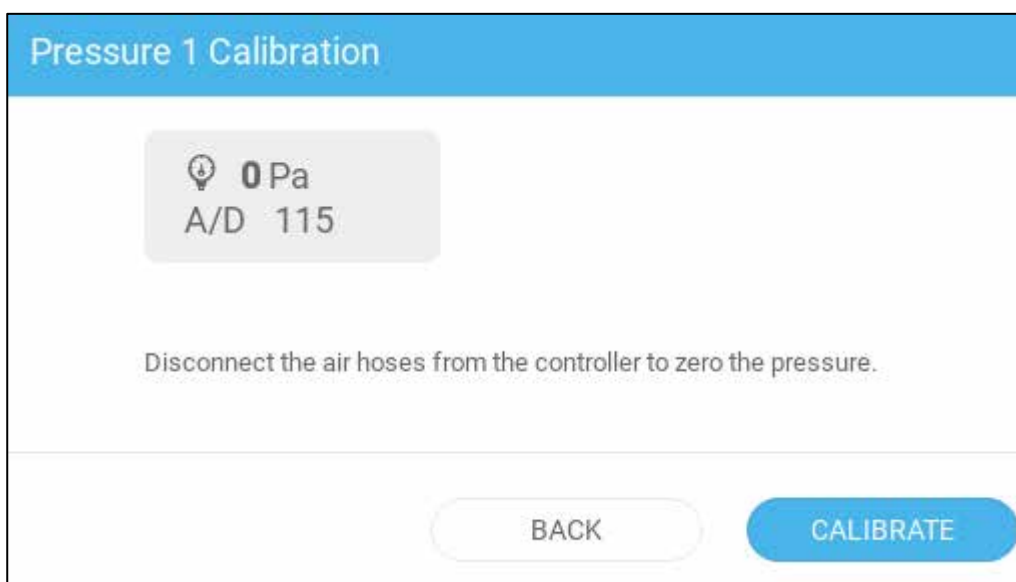 Pressure 1 Calibration
0 Pa
A/D 115
Disconnect the air hoses from the controller to zero the pressure.
BACK CALIBRATE